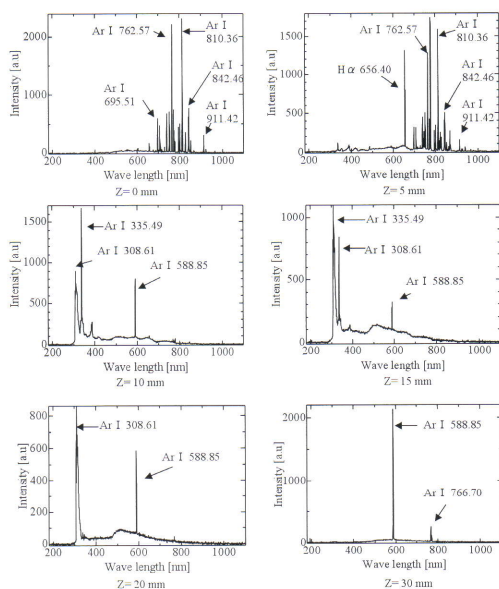 Intensity [a.u]
2000
1000
0
Ar I 762.57
Ar I
810.36
Ar I
695.51
Ar I
842.46
Ar I
911.42
200 400 600 800 1000
Wave length [nm]
Z= 0 mm
Intensity [a.u]
1500
1000
500
0
Ar I
762.57
Ar I
810.36
Hα 656.40
Ar I
842.46
Ar I
911.42
200 400 600 800 1000
Wave length [nm]
Z= 5 mm
Intensity [a.u]
1500
1000
500
0
Ar I 335.49
Ar I 308.61
Ar I 588.85
200 400 600 800 1000
Wave length [nm]
Z= 10 mm
Intensity [a.u]
1000
500
0
Ar I 335.49
Ar I 308.61
Ar I 588.85
200 400 600 800 1000
Wave length [nm]
Z= 15 mm
Intensity [a.u]
800
600
400
200
0
Ar I 308.61
Ar I 588.85
200 400 600 800 1000
Wave length [nm]
Z= 20 mm
Intensity [a.u]
2000
1000
0
Ar I 588.85
Ar I 766.70
200 400 600 800 1000
Wave length [nm]
Z= 30 mm